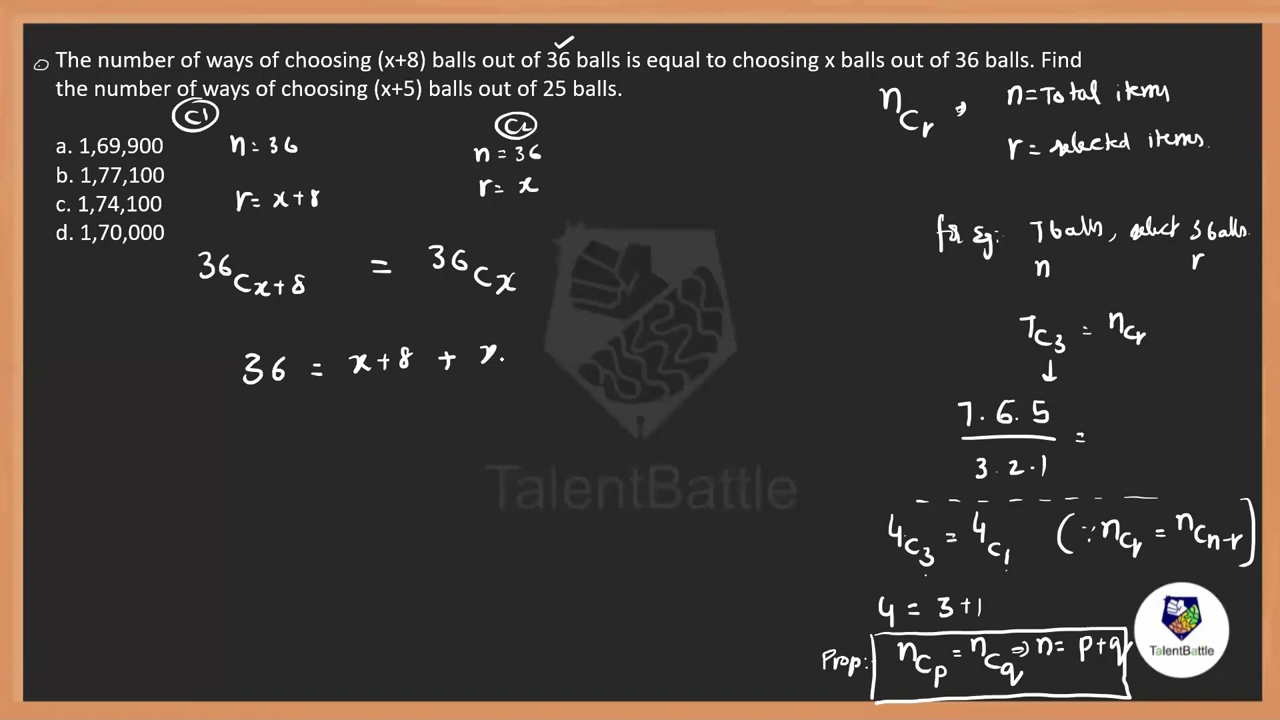 The number of ways of choosing (x+8) balls out of 36 balls is equal to choosing x balls out of 36 balls. Find
the number of ways of choosing (x+5) balls out of 25 balls.
a. 1,69,900
b. 1,77,100
c. 1,74,100
d. 1,70,000
C1
n = 36
r = x+8
C2
n = 36
r = x
36Cx+8 = 36Cx
36 = x+8 + x
nCr → n = Total items
r = selected items.
for Eg: 7 balls, select 3 balls.
n r
7C3 = nCr
↓
7. 6. 5
3. 2. 1 =
4C3 = 4C1 (∵ nCr = nCn-r)
4 = 3+1
Prop: nCp = nCq ⇒ n = p+q
TalentBattle
TalentBattle